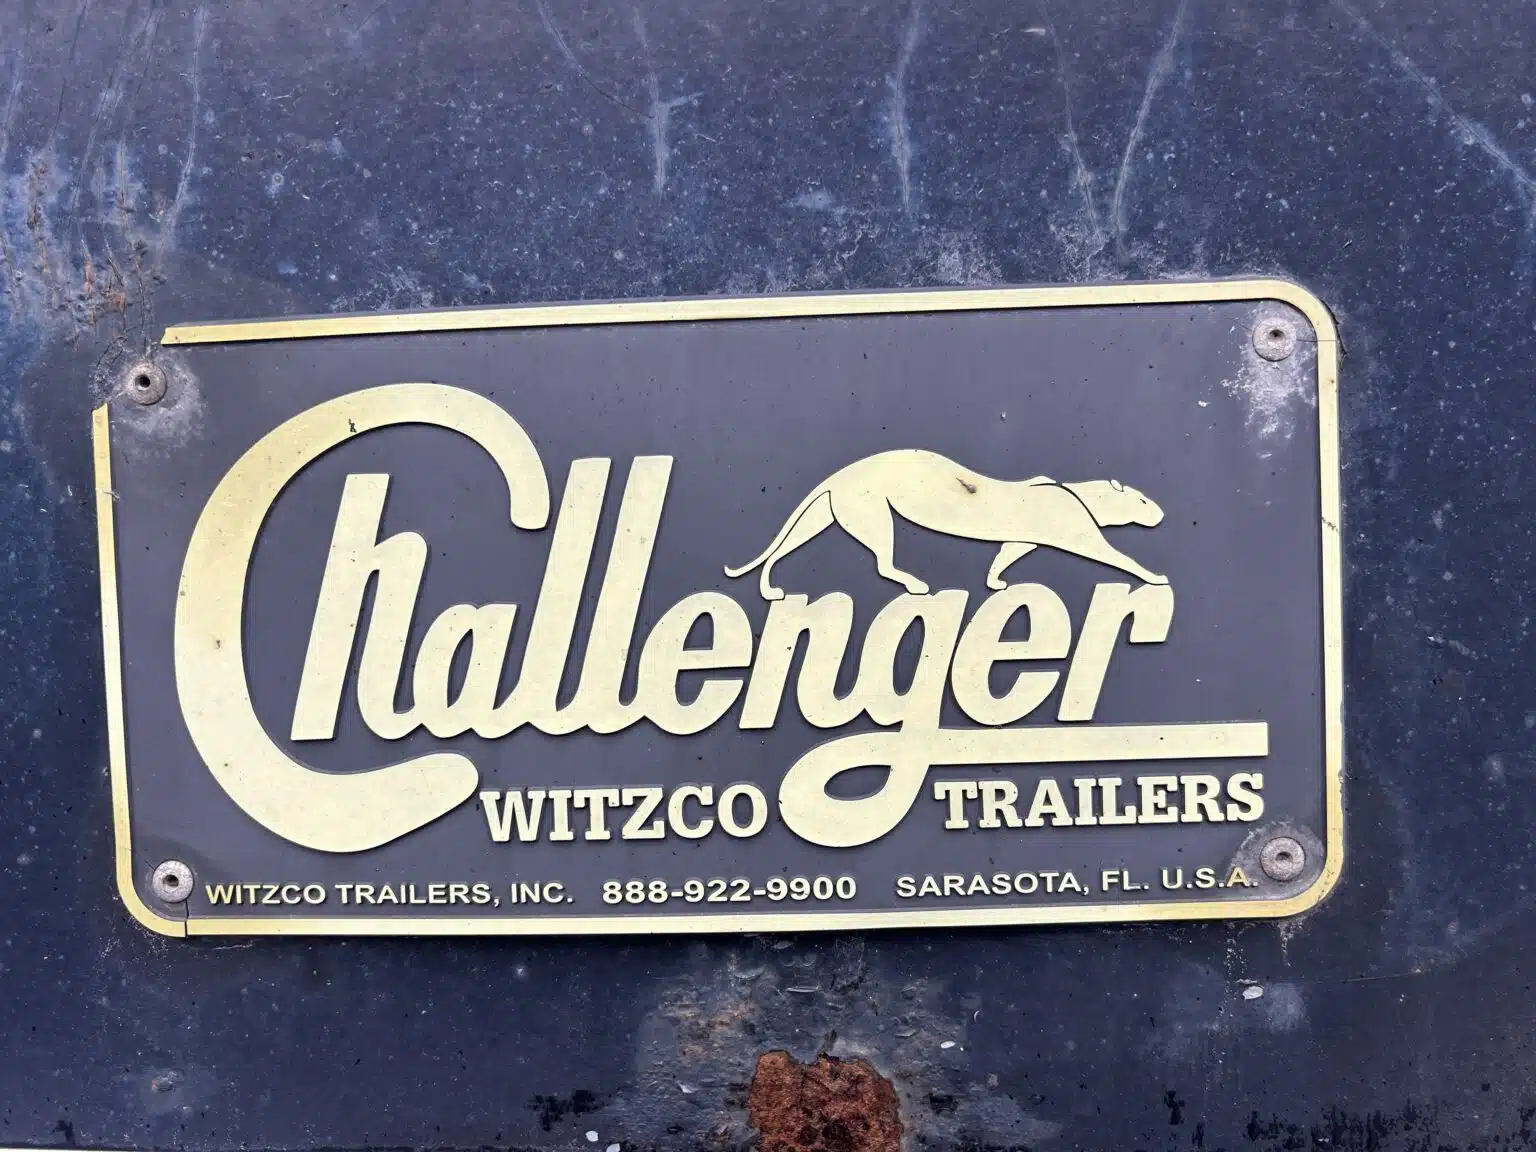 Challenger
WITZCO TRAILERS
WITZCO TRAILERS, INC. 888-922-9900 SARASOTA, FL. U.S.A.